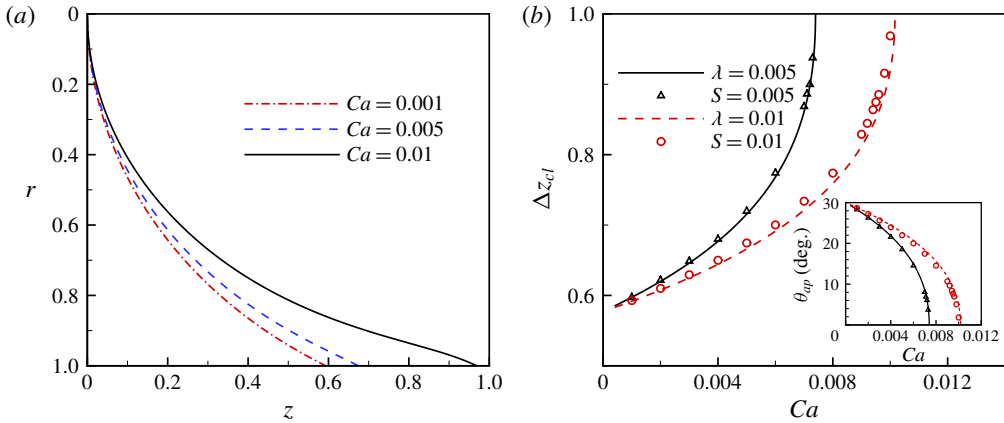 (a)
0
0.2
0.4
0.6
0.8
1.0
r
0
0.2
0.4
0.6
0.8
1.0
z
Ca = 0.001
Ca = 0.005
Ca = 0.01
(b)
1.0
0.8
0.6
Δz_cl
0
0.004
0.008
0.012
Ca
λ = 0.005
S = 0.005
λ = 0.01
S = 0.01
30
20
10
0
θ_ap (deg.)
0.004
0.012
Ca